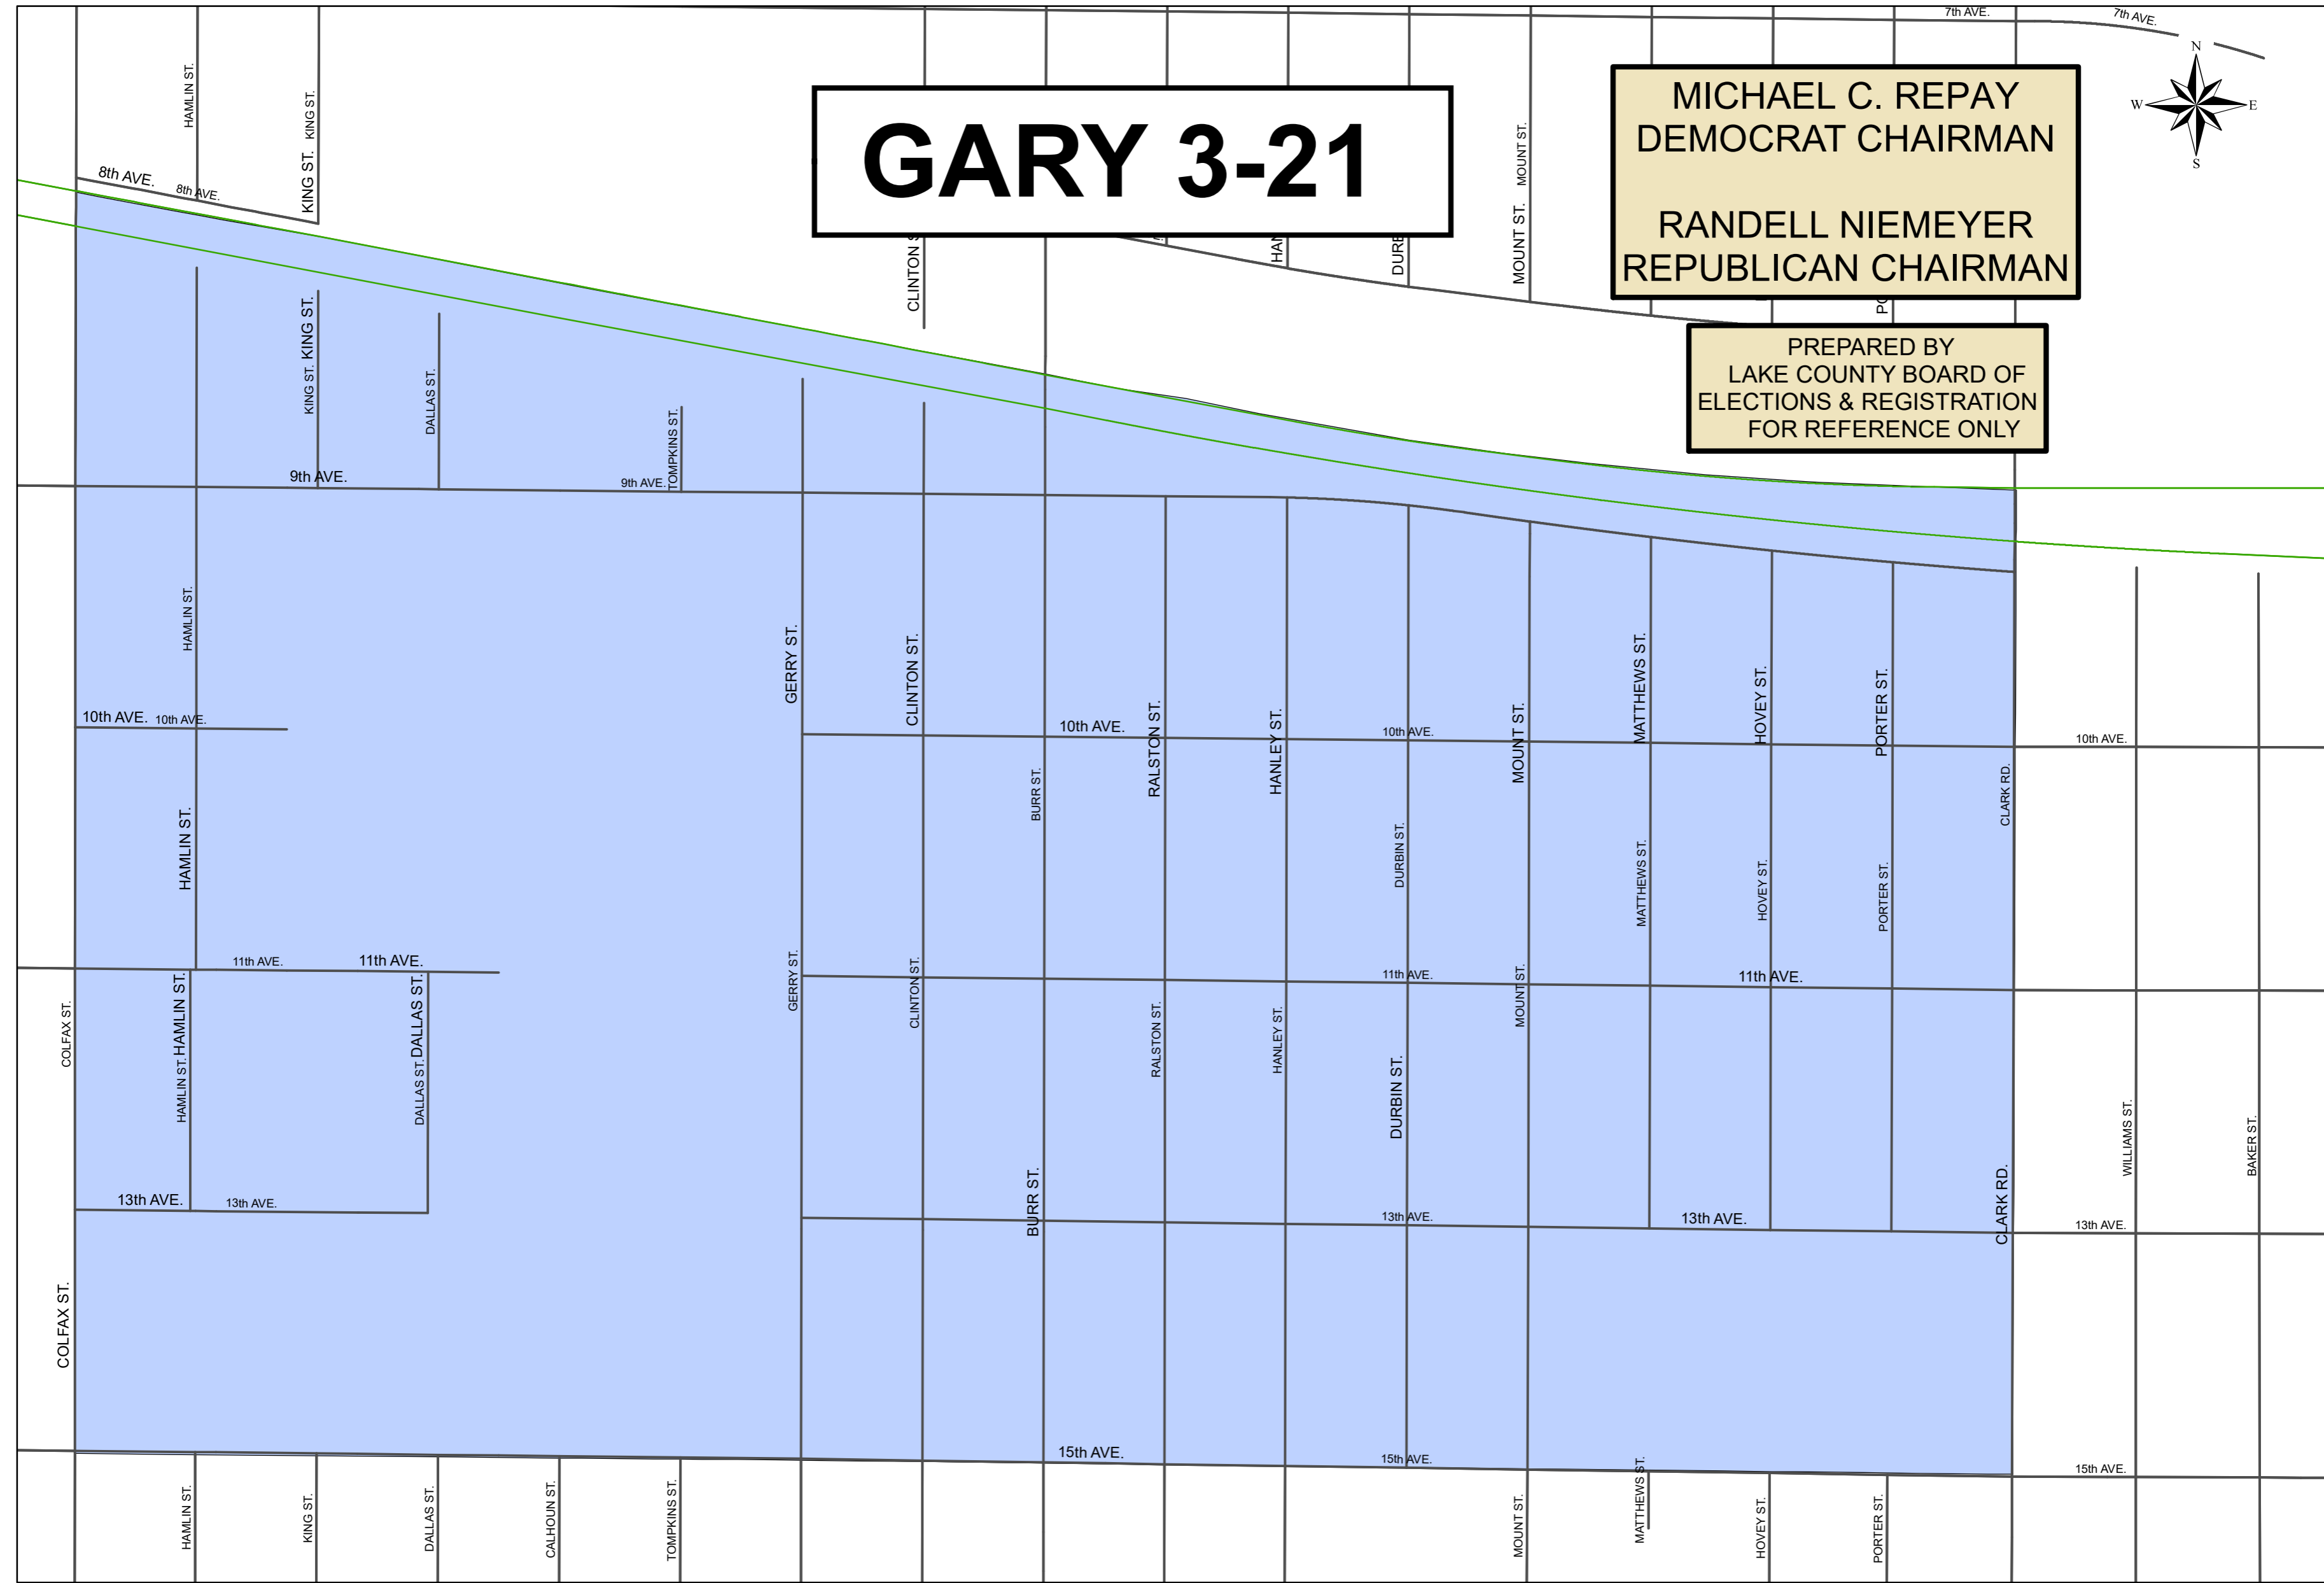 7th AVE.
7th AVE.
N
W
E
S
HAMLIN ST.
KING ST.
KING ST.
8th AVE.
8th AVE.
GARY 3-21
MOUNT ST.
MOUNT ST.
MICHAEL C. REPAY
DEMOCRAT CHAIRMAN
RANDELL NIEMEYER
REPUBLICAN CHAIRMAN
CLINTON S
HAN
DURB
PO
PREPARED BY
LAKE COUNTY BOARD OF
ELECTIONS & REGISTRATION
FOR REFERENCE ONLY
KING ST.
KING ST.
DALLAS ST.
TOMPKINS ST.
9th AVE.
9th AVE.
HAMLIN ST.
GERRY ST.
CLINTON ST.
RALSTON ST.
HANLEY ST.
MOUNT ST.
MATTHEWS ST.
HOVEY ST.
PORTER ST.
10th AVE.
10th AVE.
10th AVE.
10th AVE.
10th AVE.
BURR ST.
DURBIN ST.
CLARK RD.
HAMLIN ST.
MATTHEWS ST.
HOVEY ST.
PORTER ST.
11th AVE.
11th AVE.
11th AVE.
11th AVE.
GERRY ST.
CLINTON ST.
MOUNT ST.
COLFAX ST.
HAMLIN ST.
HAMLIN ST.
DALLAS ST.
DALLAS ST.
RALSTON ST.
HANLEY ST.
DURBIN ST.
WILLIAMS ST.
BAKER ST.
13th AVE.
13th AVE.
BURR ST.
13th AVE.
13th AVE.
CLARK RD.
13th AVE.
COLFAX ST.
15th AVE.
15th AVE.
15th AVE.
HAMLIN ST.
KING ST.
DALLAS ST.
CALHOUN ST.
TOMPKINS ST.
MOUNT ST.
MATTHEWS ST.
HOVEY ST.
PORTER ST.